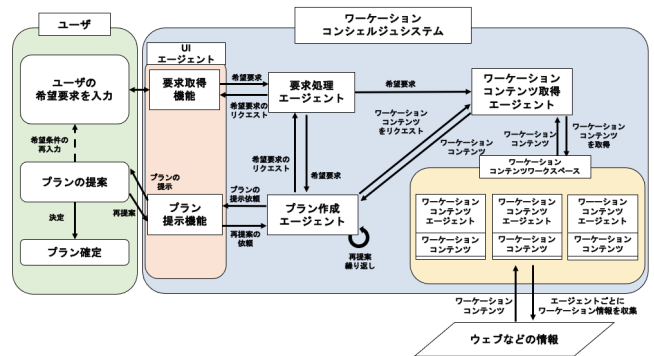 ユーザ
ワーケーション
コンシェルジュシステム
UI
エージェント
ユーザの
希望要求を入力
要求取得
機能
希望要求
希望要求の
リクエスト
要求処理
エージェント
希望要求
ワーケーション
コンテンツ取得
エージェント
ワーケーション
コンテンツ
をリクエスト
ワーケーション
コンテンツ
ワーケーション
コンテンツ
ワーケーション
コンテンツ
を取得
希望条件の
再入力
プランの
提示
希望要求の
リクエスト
希望要求
ワーケーション
コンテンツワークスペース
プランの提案
決定
再提案
プラン
提示機能
プランの
提示依頼
再提案の
依頼
プラン作成
エージェント
再提案
繰り返し
プラン確定
ワーケーション
コンテンツ
エージェント
ワーケーション
コンテンツ
ワーケーション
コンテンツ
エージェント
ワーケーション
コンテンツ
ワーーション
コンテンツ
エージェント
ワーケーション
コンテンツ
ワーケーション
コンテンツ
エージェントごとに
ワーケーション情報を収集
ウェブなどの情報